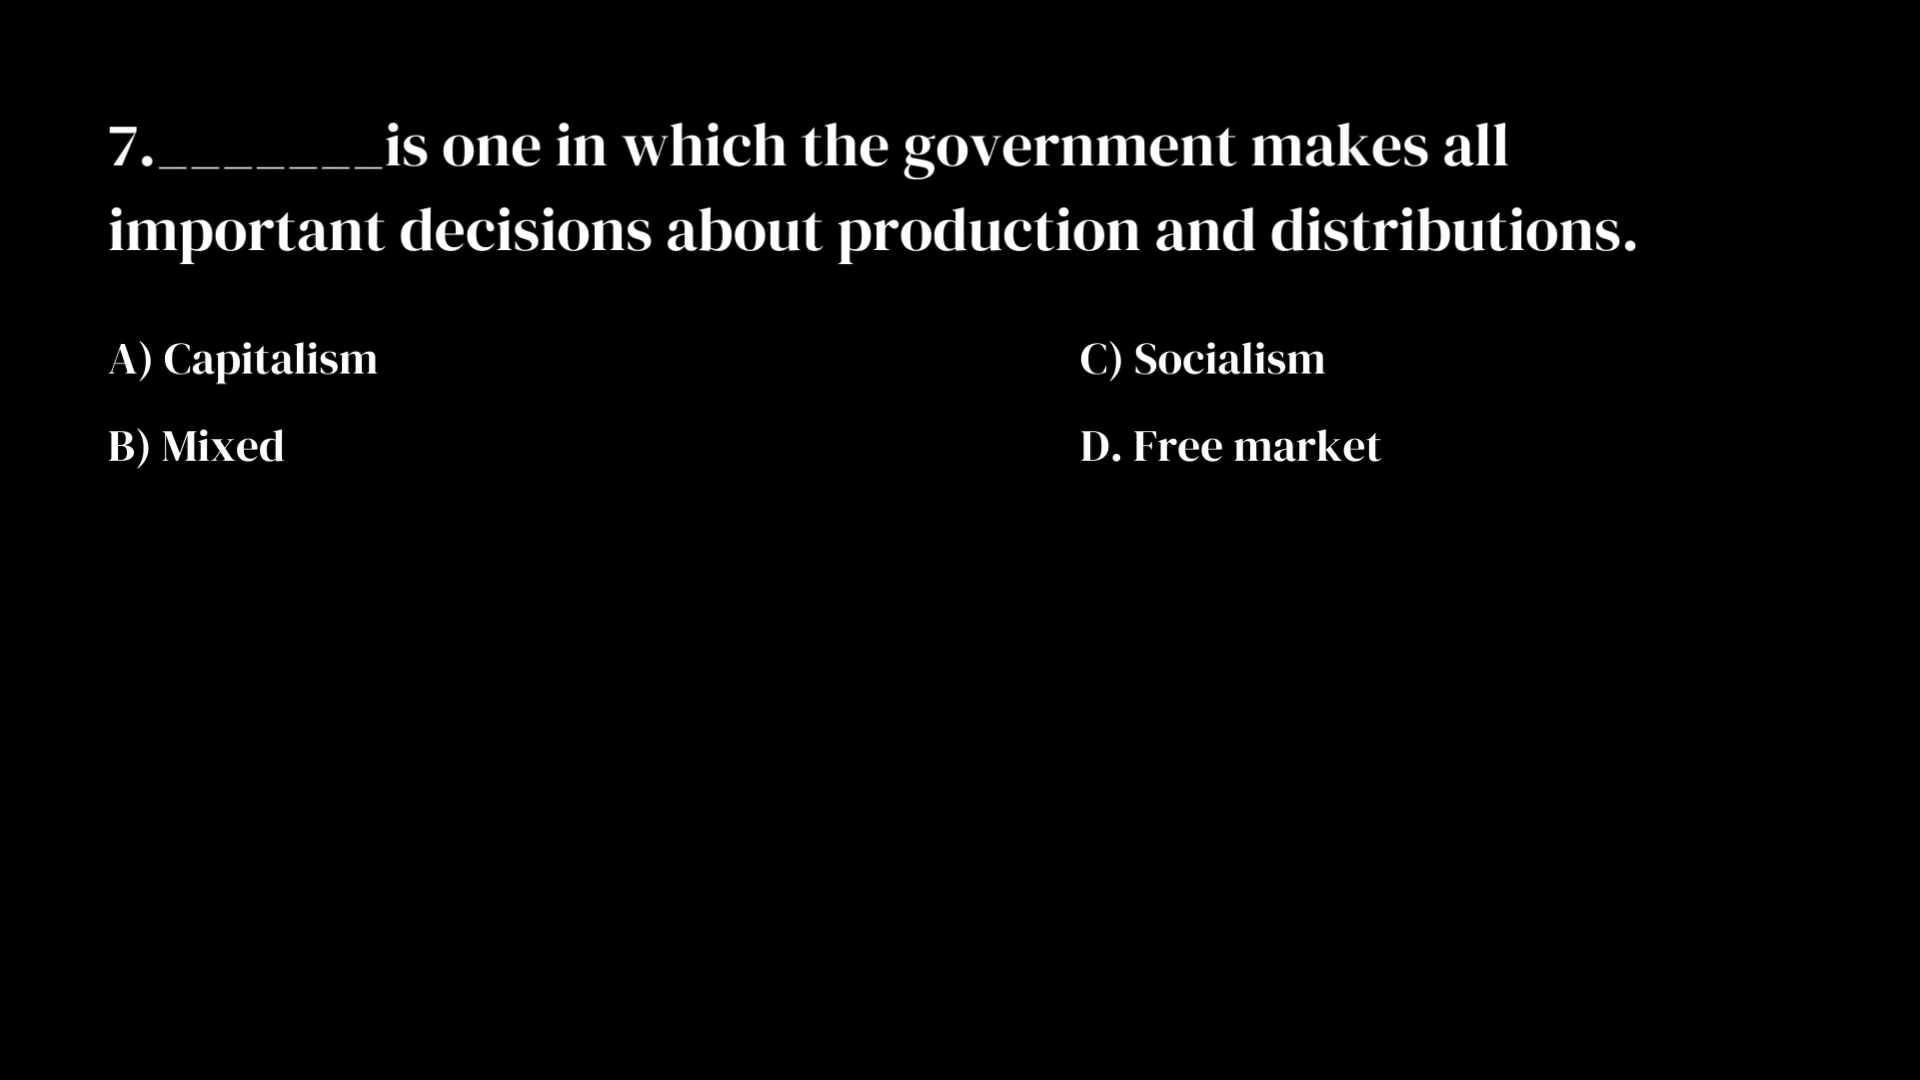 7._______is one in which the government makes all
important decisions about production and distributions.
A) Capitalism
B) Mixed
C) Socialism
D. Free market